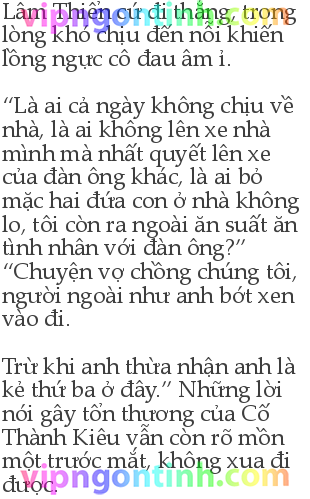 Lâm Thiển cứ đi thẳng, trong
vipngontinh.com
lòng khó chịu đến nỗi khiến
lồng ngực cô đau âm ỉ.
“Là ai cả ngày không chịu về
nhà, là ai không lên xe nhà
mình mà nhất quyết lên xe
của đàn ông khác, là ai bỏ
mặc hai đứa con ở nhà không
lo, tôi còn ra ngoài ăn suất ăn
tình nhân với đàn ông?”
“Chuyện vợ chồng chúng tôi,
người ngoài như anh bớt xen
vào đi.
Trừ khi anh thừa nhận anh là
kẻ thứ ba ở đây.” Những lời
nói gây tổn thương của Cố
Thành Kiêu vẫn còn rõ mồn
một trước mắt, không xua đi
vipngontinh.com
được.